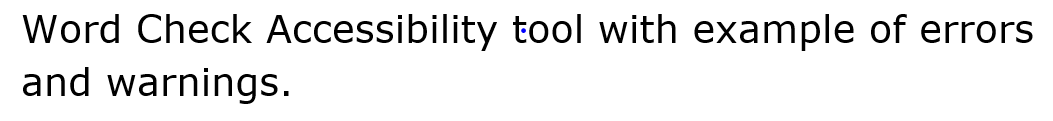 Word Check Accessibility tool with example of errors
and warnings.